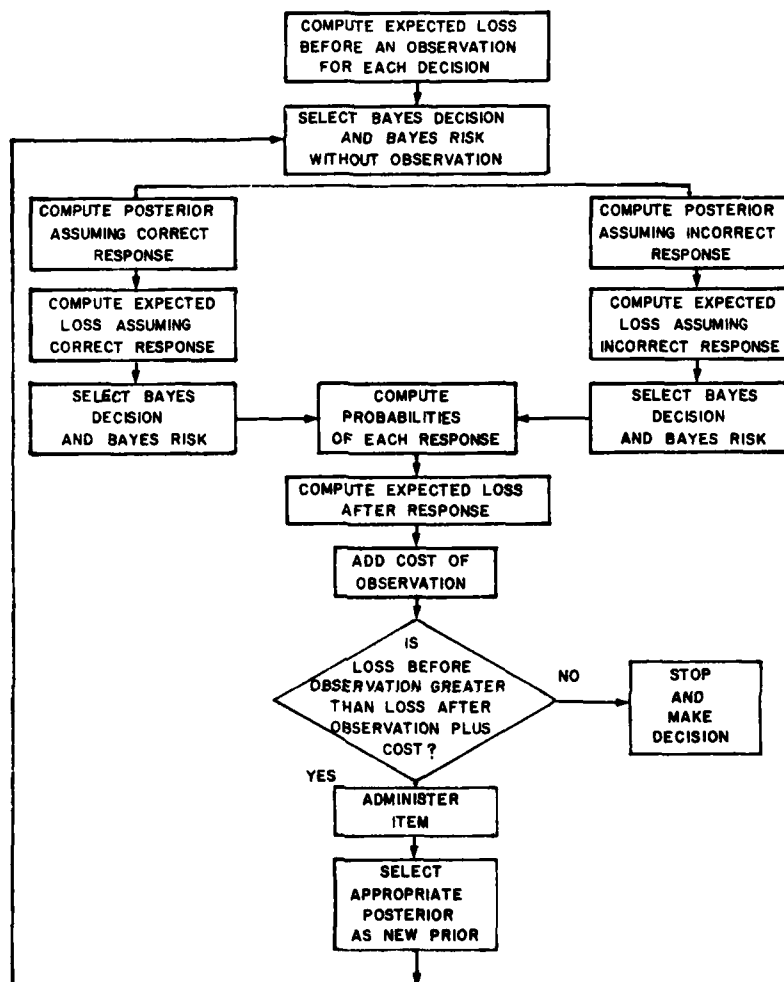 COMPUTE EXPECTED LOSS
BEFORE AN OBSERVATION
FOR EACH DECISION
SELECT BAYES DECISION
AND BAYES RISK
WITHOUT OBSERVATION
COMPUTE POSTERIOR
ASSUMING CORRECT
RESPONSE
COMPUTE POSTERIOR
ASSUMING INCORRECT
RESPONSE
COMPUTE EXPECTED
LOSS ASSUMING
CORRECT RESPONSE
COMPUTE EXPECTED
LOSS ASSUMING
INCORRECT RESPONSE
SELECT BAYES
DECISION
AND BAYES RISK
COMPUTE
PROBABILITIES
OF EACH RESPONSE
SELECT BAYES
DECISION
AND BAYES RISK
COMPUTE EXPECTED LOSS
AFTER RESPONSE
ADD COST OF
OBSERVATION
IS
LOSS BEFORE
OBSERVATION GREATER
THAN LOSS AFTER
OBSERVATION PLUS
COST?
NO
STOP
AND
MAKE
DECISION
YES
ADMINISTER
ITEM
SELECT
APPROPRIATE
POSTERIOR
AS NEW PRIOR